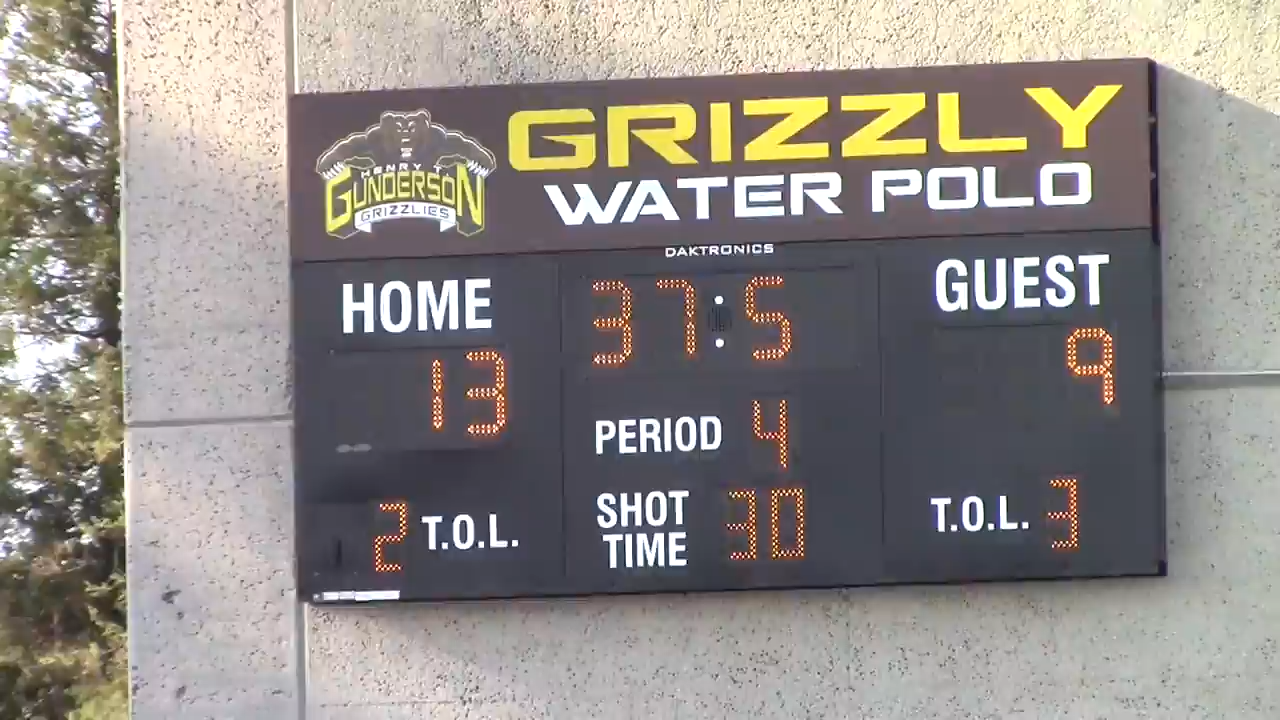 GRIZZLY
WATER POLO
HENRY T.
GUNDERSON
GRIZZLIES
DAKTRONICS
HOME
37:5
GUEST
13
9
PERIOD 4
2 T.O.L.
SHOT TIME 30
T.O.L. 3